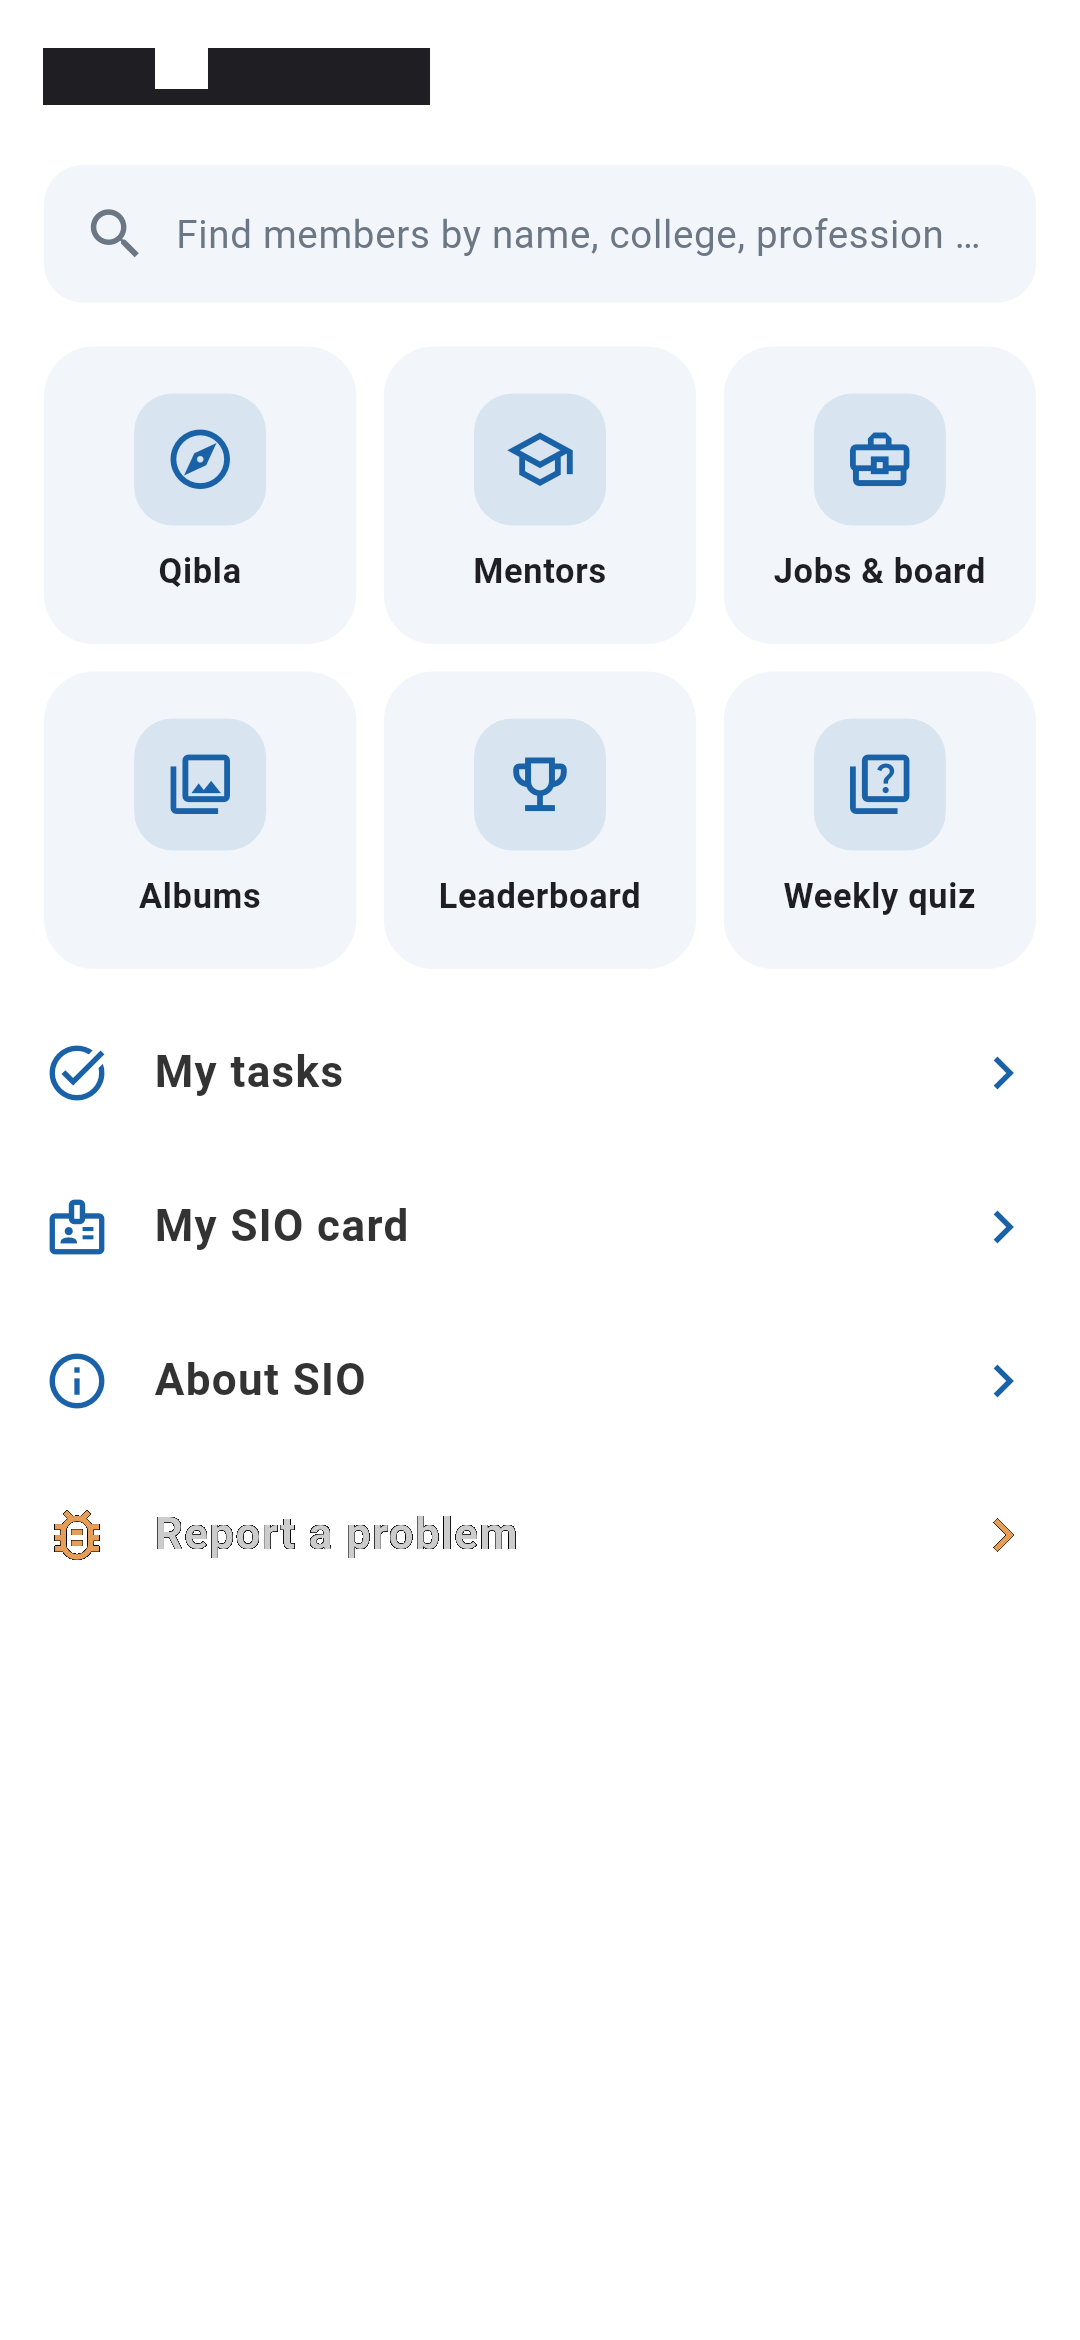 Find members by name, college, profession …
Qibla
Mentors
Jobs & board
Albums
Leaderboard
Weekly quiz
My tasks
My SIO card
About SIO
Report a problem